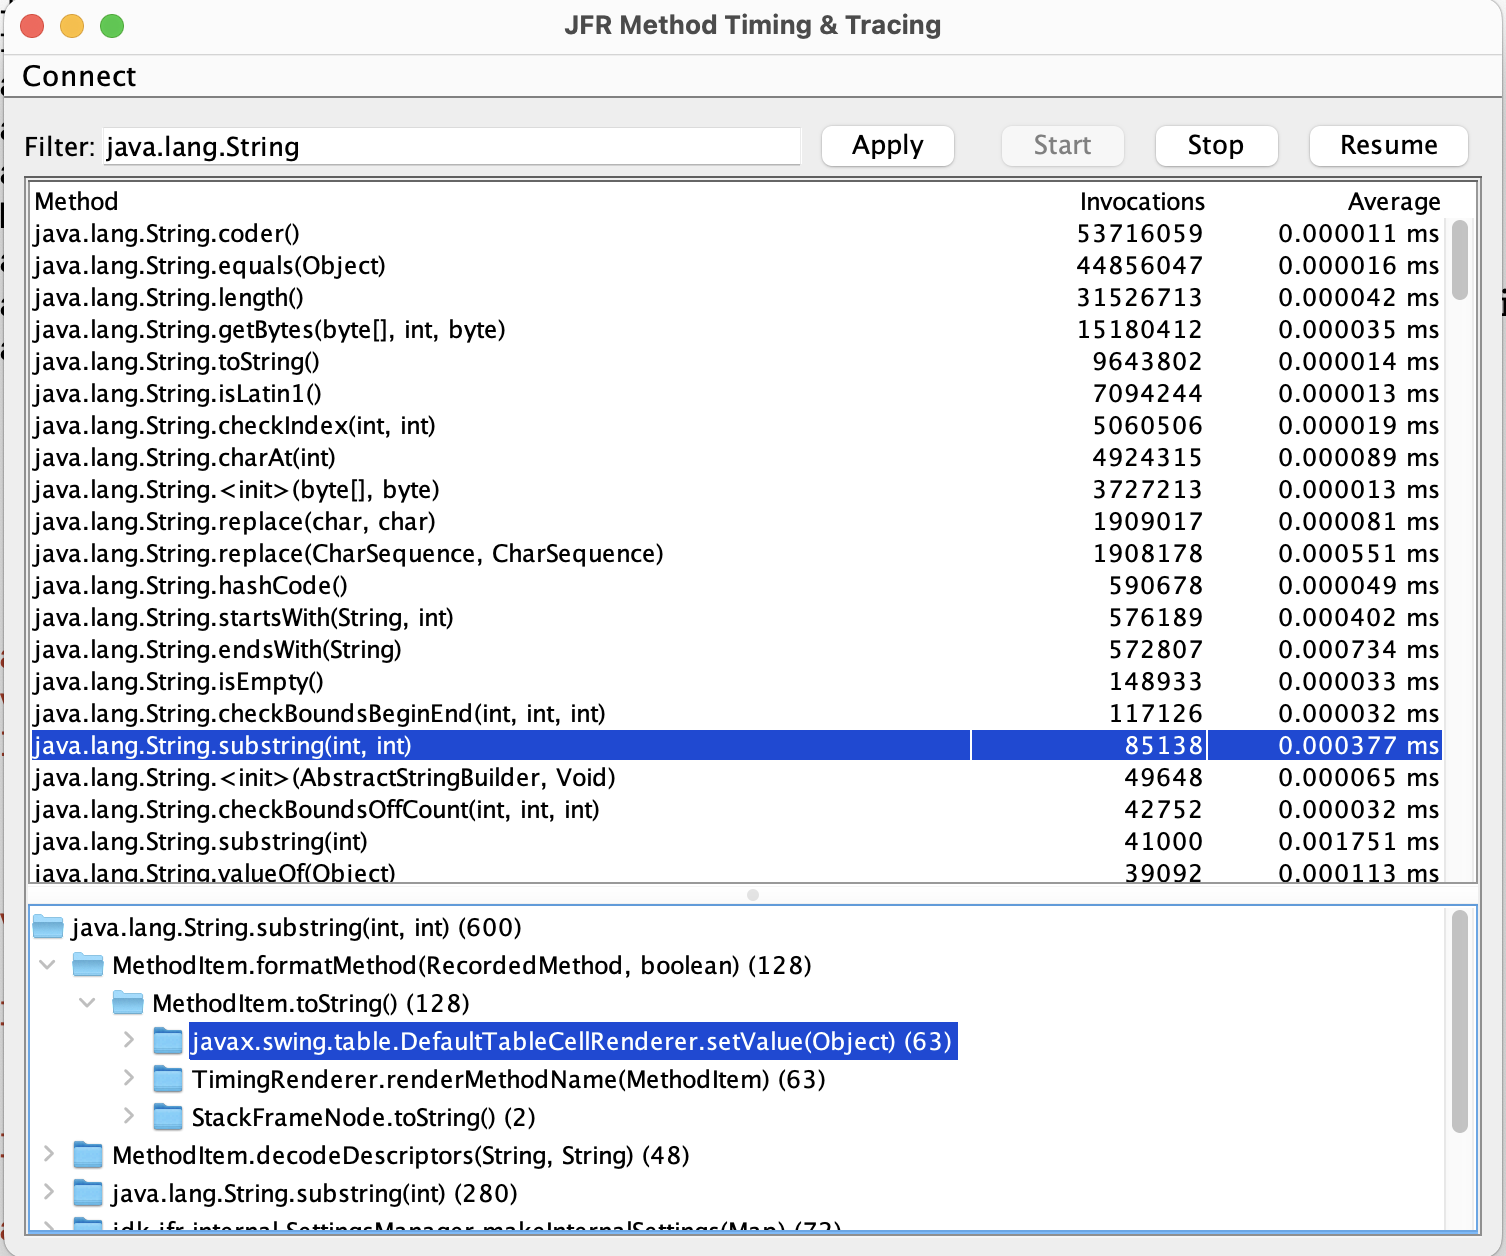 JFR Method Timing & Tracing
Connect
Filter: java.lang.String Apply Start Stop Resume
Method Invocations Average
java.lang.String.coder() 53716059 0.000011 ms
java.lang.String.equals(Object) 44856047 0.000016 ms
java.lang.String.length() 31526713 0.000042 ms
java.lang.String.getBytes(byte[], int, byte) 15180412 0.000035 ms
java.lang.String.toString() 9643802 0.000014 ms
java.lang.String.isLatin1() 7094244 0.000013 ms
java.lang.String.checkIndex(int, int) 5060506 0.000019 ms
java.lang.String.charAt(int) 4924315 0.000089 ms
java.lang.String.<init>(byte[], byte) 3727213 0.000013 ms
java.lang.String.replace(char, char) 1909017 0.000081 ms
java.lang.String.replace(CharSequence, CharSequence) 1908178 0.000551 ms
java.lang.String.hashCode() 590678 0.000049 ms
java.lang.String.startsWith(String, int) 576189 0.000402 ms
java.lang.String.endsWith(String) 572807 0.000734 ms
java.lang.String.isEmpty() 148933 0.000033 ms
java.lang.String.checkBoundsBeginEnd(int, int, int) 117126 0.000032 ms
java.lang.String.substring(int, int) 85138 0.000377 ms
java.lang.String.<init>(AbstractStringBuilder, Void) 49648 0.000065 ms
java.lang.String.checkBoundsOffCount(int, int, int) 42752 0.000032 ms
java.lang.String.substring(int) 41000 0.001751 ms
java.lang.String.valueOf(Object) 39092 0.000113 ms
java.lang.String.substring(int, int) (600)
MethodItem.formatMethod(RecordedMethod, boolean) (128)
MethodItem.toString() (128)
javax.swing.table.DefaultTableCellRenderer.setValue(Object) (63)
TimingRenderer.renderMethodName(MethodItem) (63)
StackFrameNode.toString() (2)
MethodItem.decodeDescriptors(String, String) (48)
java.lang.String.substring(int) (280)
jdk.jfr.internal.SettingsManager.makeInternalSettings(Map) (72)